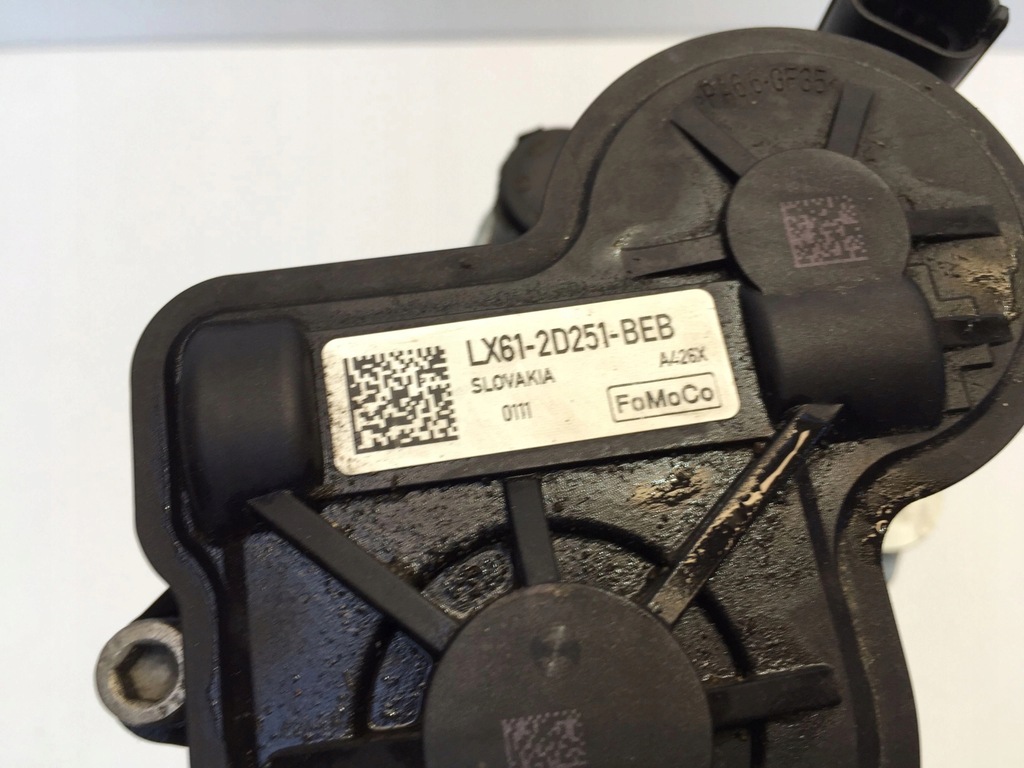 LX61-2D251-BEB
SLOVAKIA A426X
0111 FoMoCo